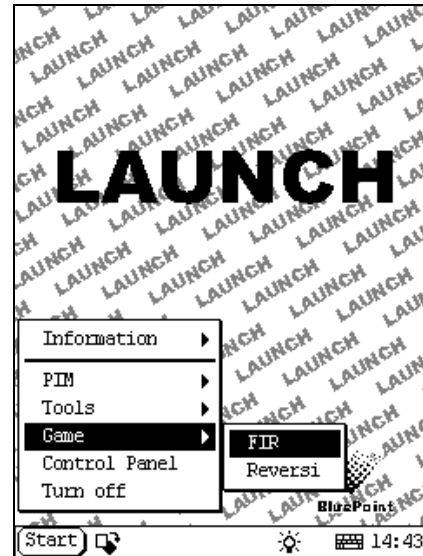 LAUNCH
Information
PIM
Tools
Game
Control Panel
Turn off
FIR
Reversi
BluePoint
Start
14:43